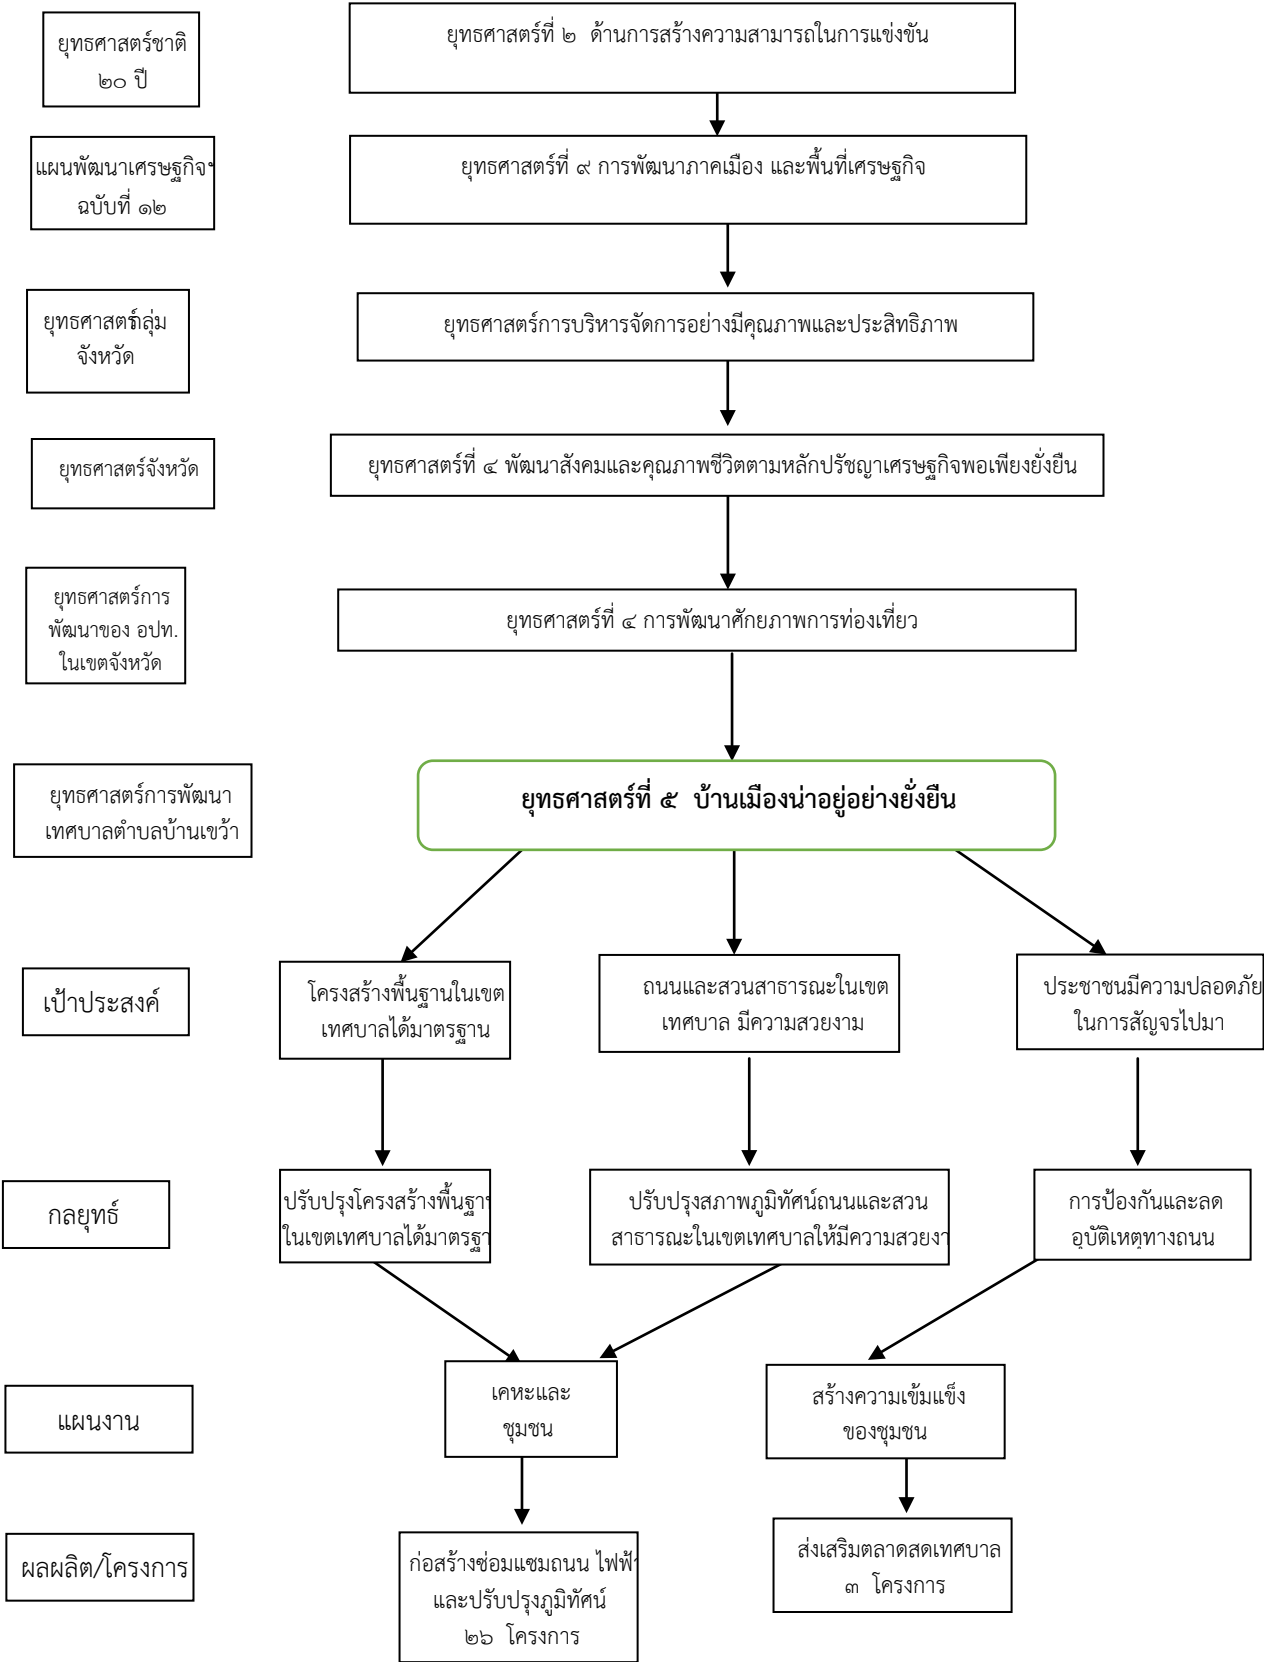 ยุทธศาสตร์ชาติ
๒๐ ปี
ยุทธศาสตร์ที่ ๒ ด้านการสร้างความสามารถในการแข่งขัน
แผนพัฒนาเศรษฐกิจฯ
ฉบับที่ ๑๒
ยุทธศาสตร์ที่ ๙ การพัฒนาภาคเมือง และพื้นที่เศรษฐกิจ
ยุทธศาสตร์กลุ่ม
จังหวัด
ยุทธศาสตร์การบริหารจัดการอย่างมีคุณภาพและประสิทธิภาพ
ยุทธศาสตร์จังหวัด
ยุทธศาสตร์ที่ ๔ พัฒนาสังคมและคุณภาพชีวิตตามหลักปรัชญาเศรษฐกิจพอเพียงยั่งยืน
ยุทธศาสตร์การ
พัฒนาของ อปท.
ในเขตจังหวัด
ยุทธศาสตร์ที่ ๔ การพัฒนาศักยภาพการท่องเที่ยว
ยุทธศาสตร์การพัฒนา
เทศบาลตำบลบ้านเขว้า
ยุทธศาสตร์ที่ ๕ บ้านเมืองน่าอยู่อย่างยั่งยืน
เป้าประสงค์
โครงสร้างพื้นฐานในเขต
เทศบาลได้มาตรฐาน
ถนนและสวนสาธารณะในเขต
เทศบาล มีความสวยงาม
ประชาชนมีความปลอดภัย
ในการสัญจรไปมา
กลยุทธ์
ปรับปรุงโครงสร้างพื้นฐาน
ในเขตเทศบาลได้มาตรฐา
ปรับปรุงสภาพภูมิทัศน์ถนนและสวน
สาธารณะในเขตเทศบาลให้มีความสวยงา
การป้องกันและลด
อุบัติเหตุทางถนน
แผนงาน
เคหะและ
ชุมชน
สร้างความเข้มแข็ง
ของชุมชน
ผลผลิต/โครงการ
ก่อสร้างซ่อมแซมถนน ไฟฟ้า
และปรับปรุงภูมิทัศน์
๒๖ โครงการ
ส่งเสริมตลาดสดเทศบาล
๓ โครงการ